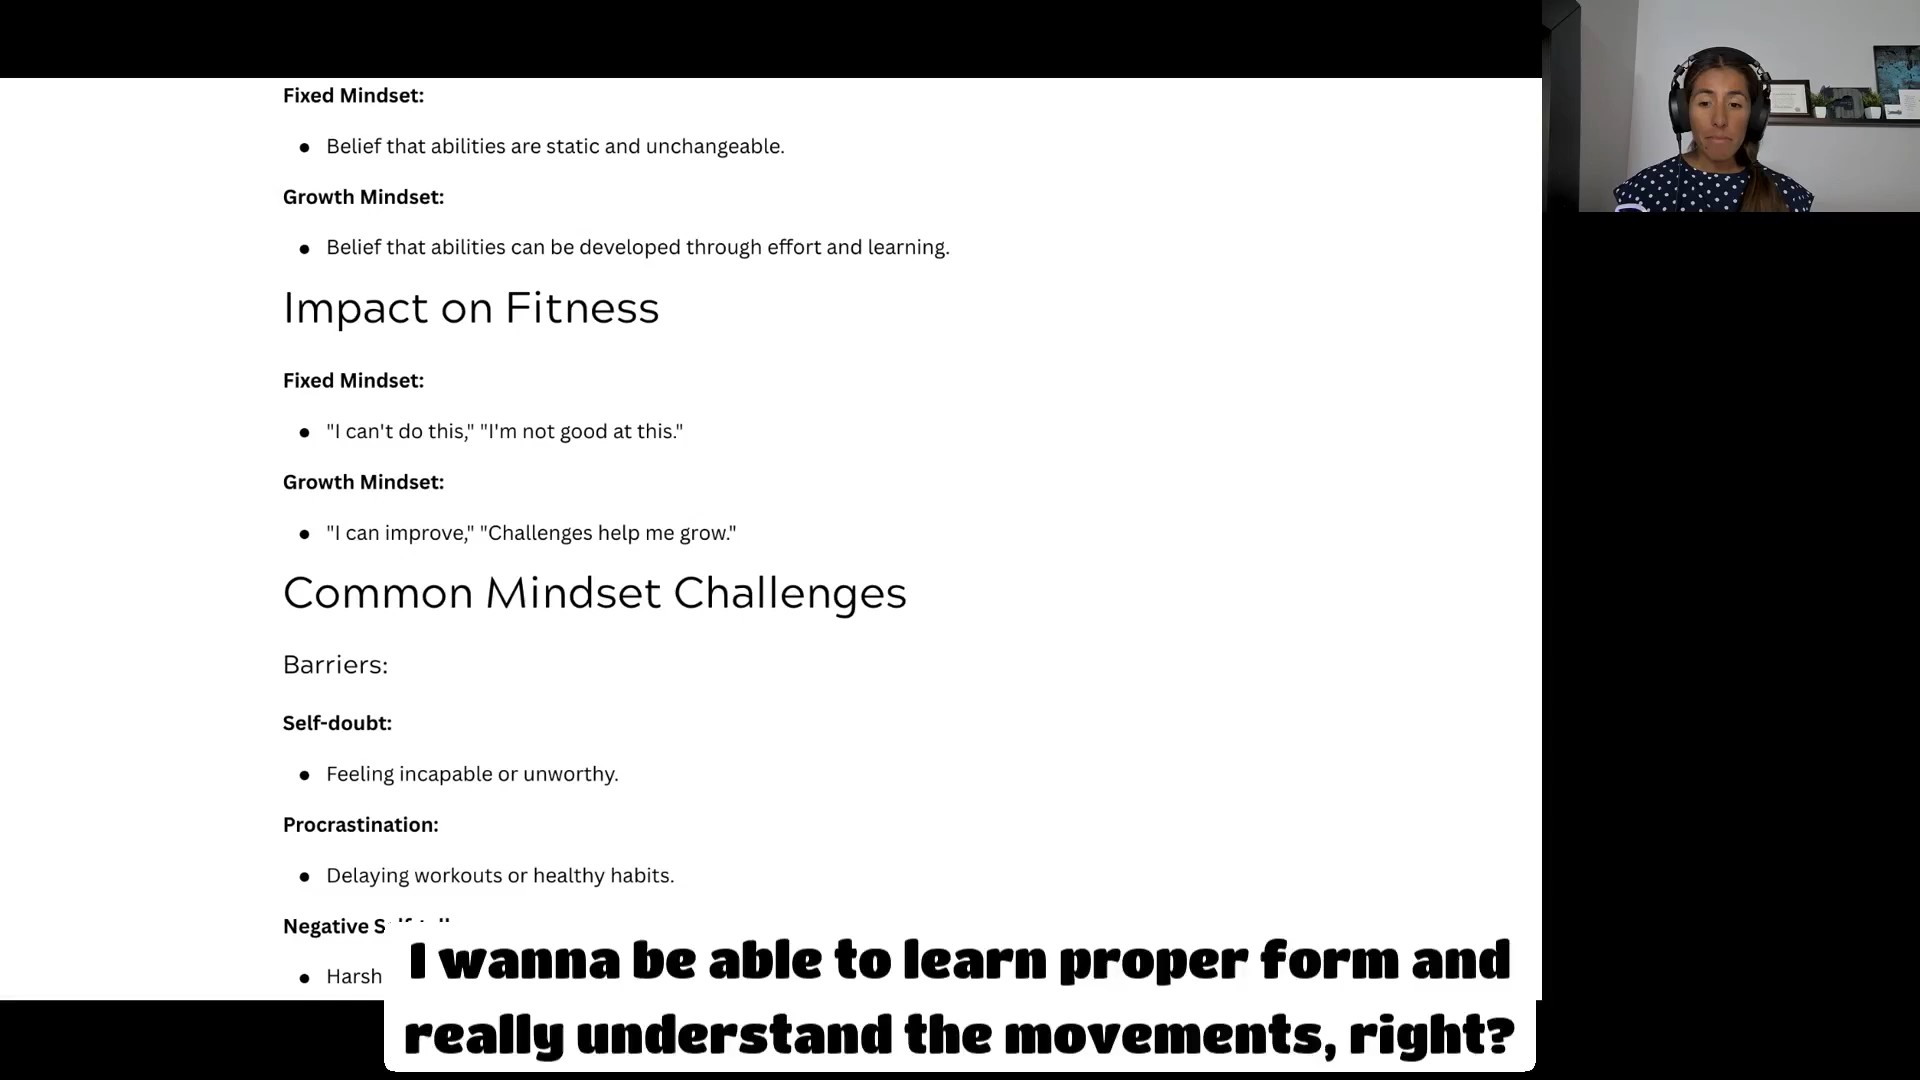 Fixed Mindset:
● Belief that abilities are static and unchangeable.
Growth Mindset:
● Belief that abilities can be developed through effort and learning.
Impact on Fitness
Fixed Mindset:
● "I can't do this," "I'm not good at this."
Growth Mindset:
● "I can improve," "Challenges help me grow."
Common Mindset Challenges
Barriers:
Self-doubt:
● Feeling incapable or unworthy.
Procrastination:
● Delaying workouts or healthy habits.
Negative
● Harsh
I wanna be able to learn proper form and
really understand the movements, right?